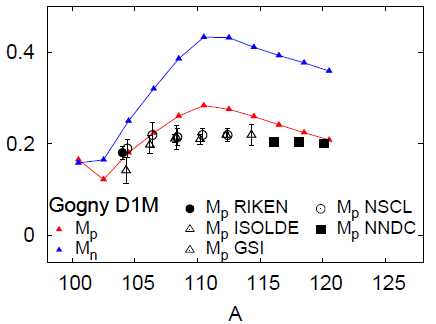 0.4
0.2
0
Gogny D1M
Mp
Mn
Mp RIKEN
Mp ISOLDE
Mp GSI
Mp NSCL
Mp NNDC
100 105 110 115 120 125
A